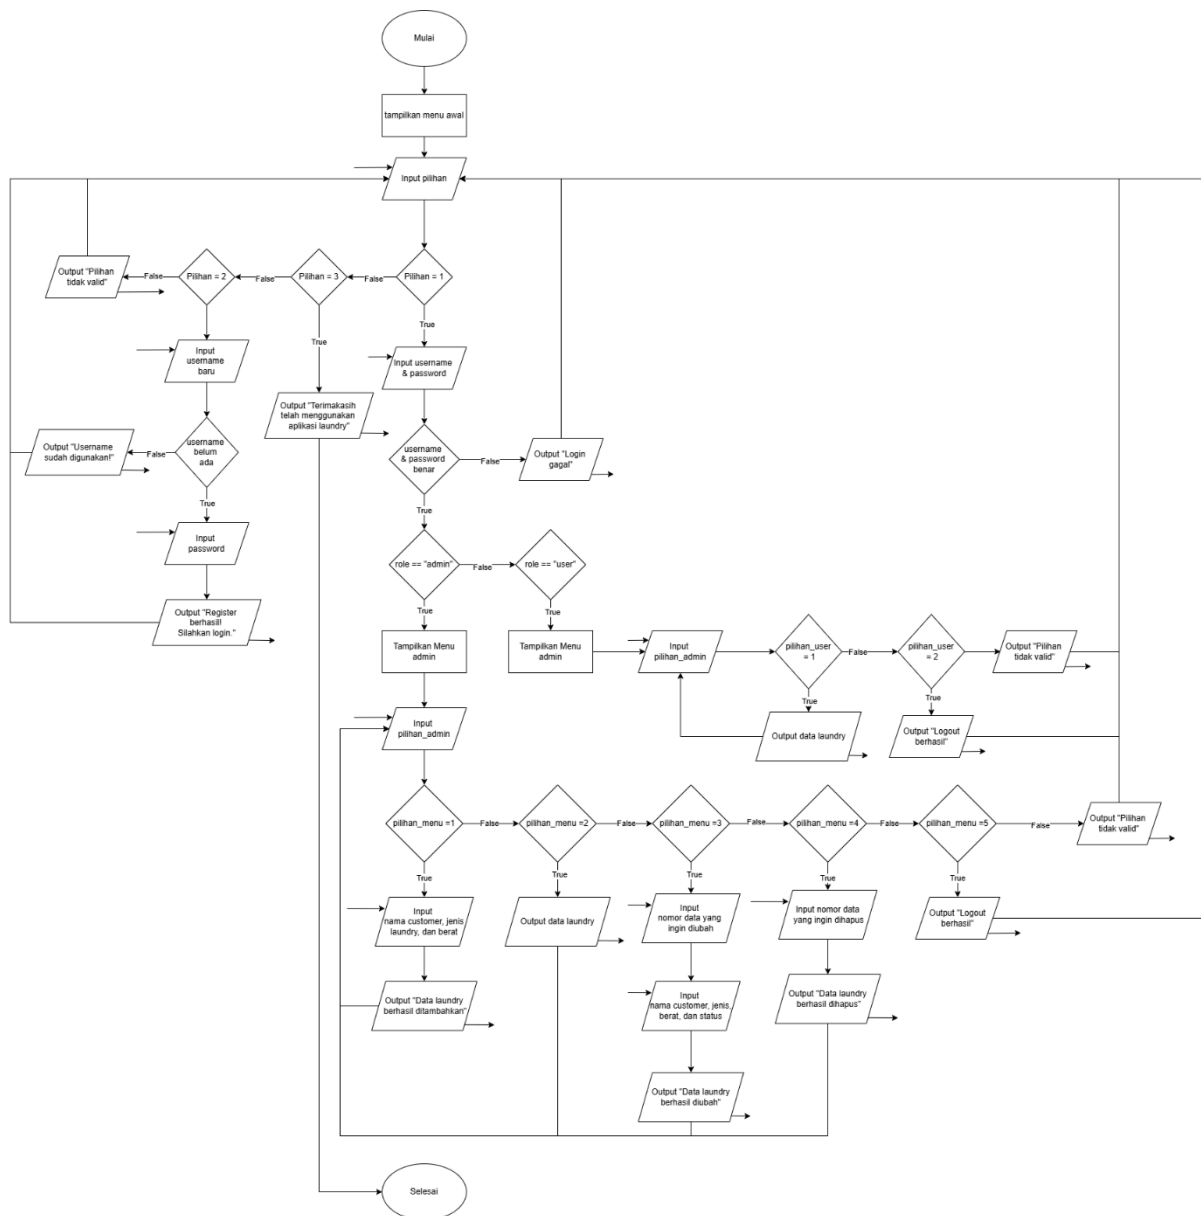 Mulai
tampilkan menu awal
Input pilihan
Output "Pilihan
tidak valid"
False
Pilihan = 2
False
Pilihan = 3
False
Pilihan = 1
True
True
Input
username
baru
Input username
& password
Output "Terimakasih
telah menggunakan
aplikasi laundry"
Output "Username
sudah digunakan!"
False
username
belum
ada
username
& password
benar
False
Output "Login
gagal"
True
True
Input
password
role == "admin"
False
role == "user"
Output "Register
berhasil!
Silahkan login."
True
True
Tampilkan Menu
admin
Tampilkan Menu
admin
Input
pilihan_admin
pilihan_user
= 1
False
pilihan_user
= 2
Output "Pilihan
tidak valid"
True
True
Input
pilihan_admin
Output data laundry
Output "Logout
berhasil"
pilihan_menu =1
False
pilihan_menu =2
False
pilihan_menu =3
False
pilihan_menu =4
False
pilihan_menu =5
False
Output "Pilihan
tidak valid"
True
True
True
True
True
Input
nama customer, jenis
laundry, dan berat
Output data laundry
Input
nomor data yang
ingin diubah
Input nomor data
yang ingin dihapus
Output "Logout
berhasil"
Output "Data laundry
berhasil ditambahkan"
Input
nama customer, jenis,
berat, dan status
Output "Data laundry
berhasil dihapus"
Output "Data laundry
berhasil diubah"
Selesai